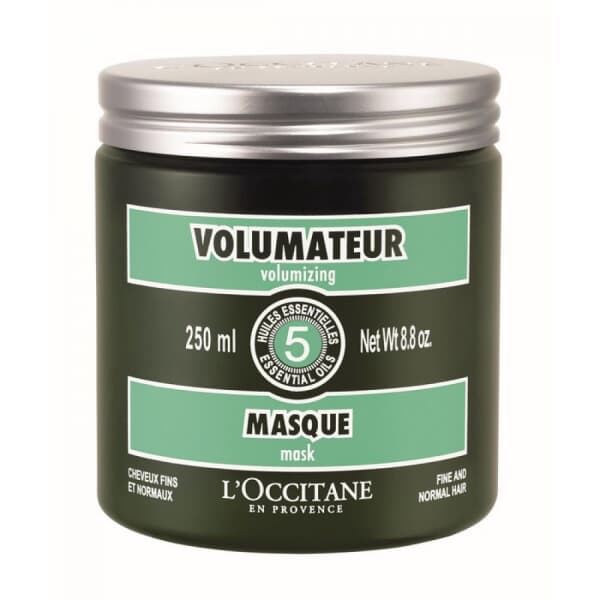 VOLUMATEUR
volumizing
250 ml
HUILES ESSENTIELLES
5
ESSENTIAL OILS
Net Wt 8.8 oz.
MASQUE
mask
CHEVEUX FINS
ET NORMAUX
L'OCCITANE
EN PROVENCE
FINE AND
NORMAL HAIR